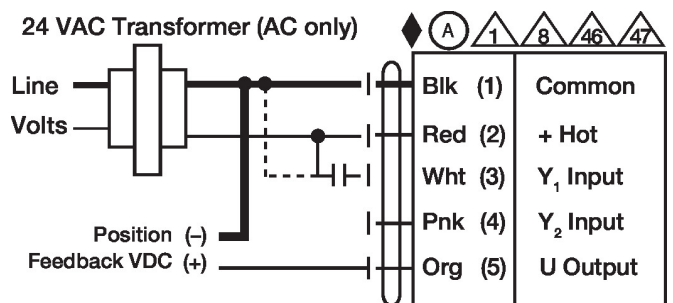 24 VAC Transformer (AC only)
A 1 8 46 47
Line
Volts
Blk (1) Common
Red (2) + Hot
Wht (3) Y1 Input
Pnk (4) Y2 Input
Org (5) U Output
Position (–)
Feedback VDC (+)